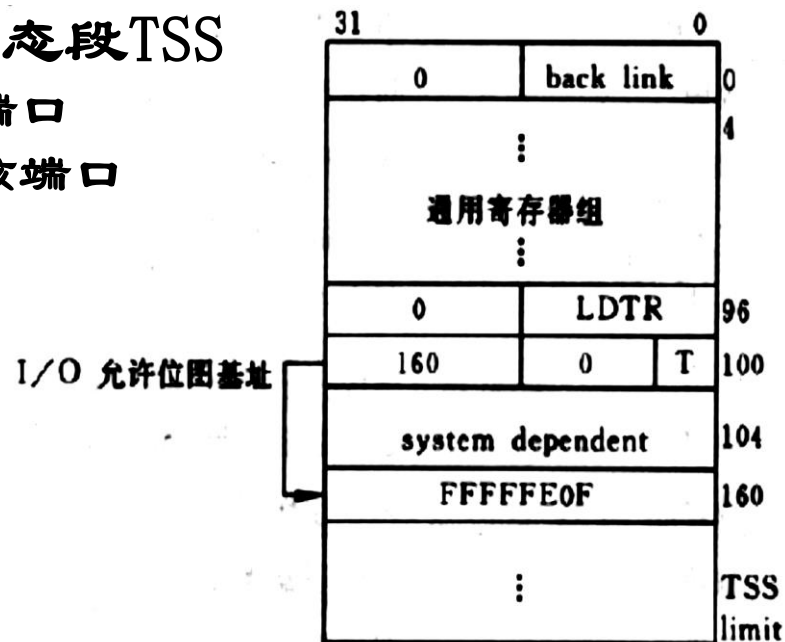 态段TSS
端口
该端口
31 0
0 back link 0
4
⋮
通用寄存器组
⋮
0 LDTR 96
I/O 允许位图基址 160 0 T 100
system dependent 104
FFFFFE0F 160
⋮ TSS
limit